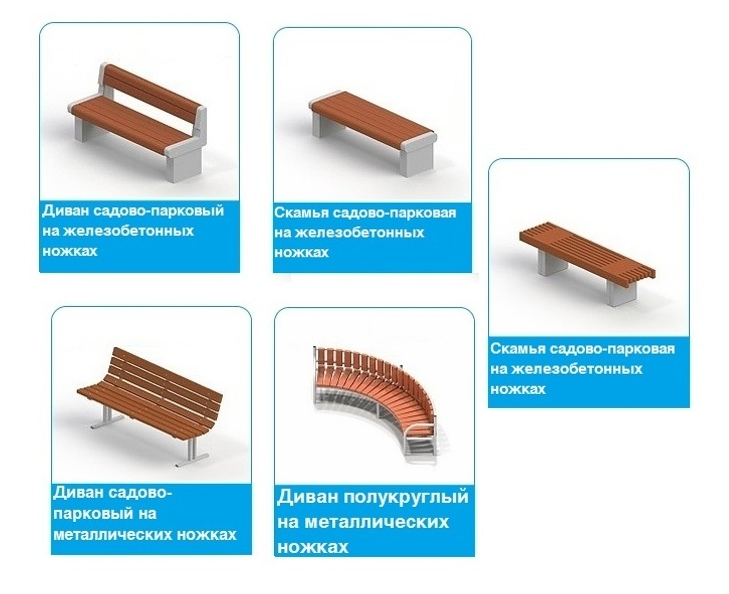 Диван садово-парковый
на железобетонных
ножках
Скамья садово-парковая
на железобетонных
ножках
Скамья садово-парковая
на железобетонных
ножках
Диван садово-
парковый на
металлических ножках
Диван полукруглый
на металлических
ножках